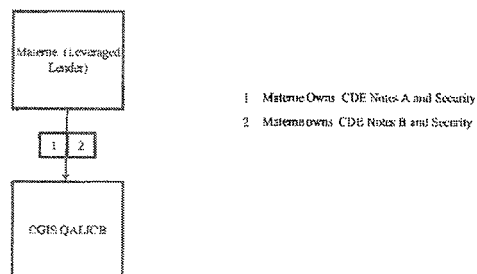 Materne (Leveraged
Lender)
1 2
CGIS QALICB
1 Materne Owns CDE Notes A and Security
2 Materne owns CDE Notes B and Security